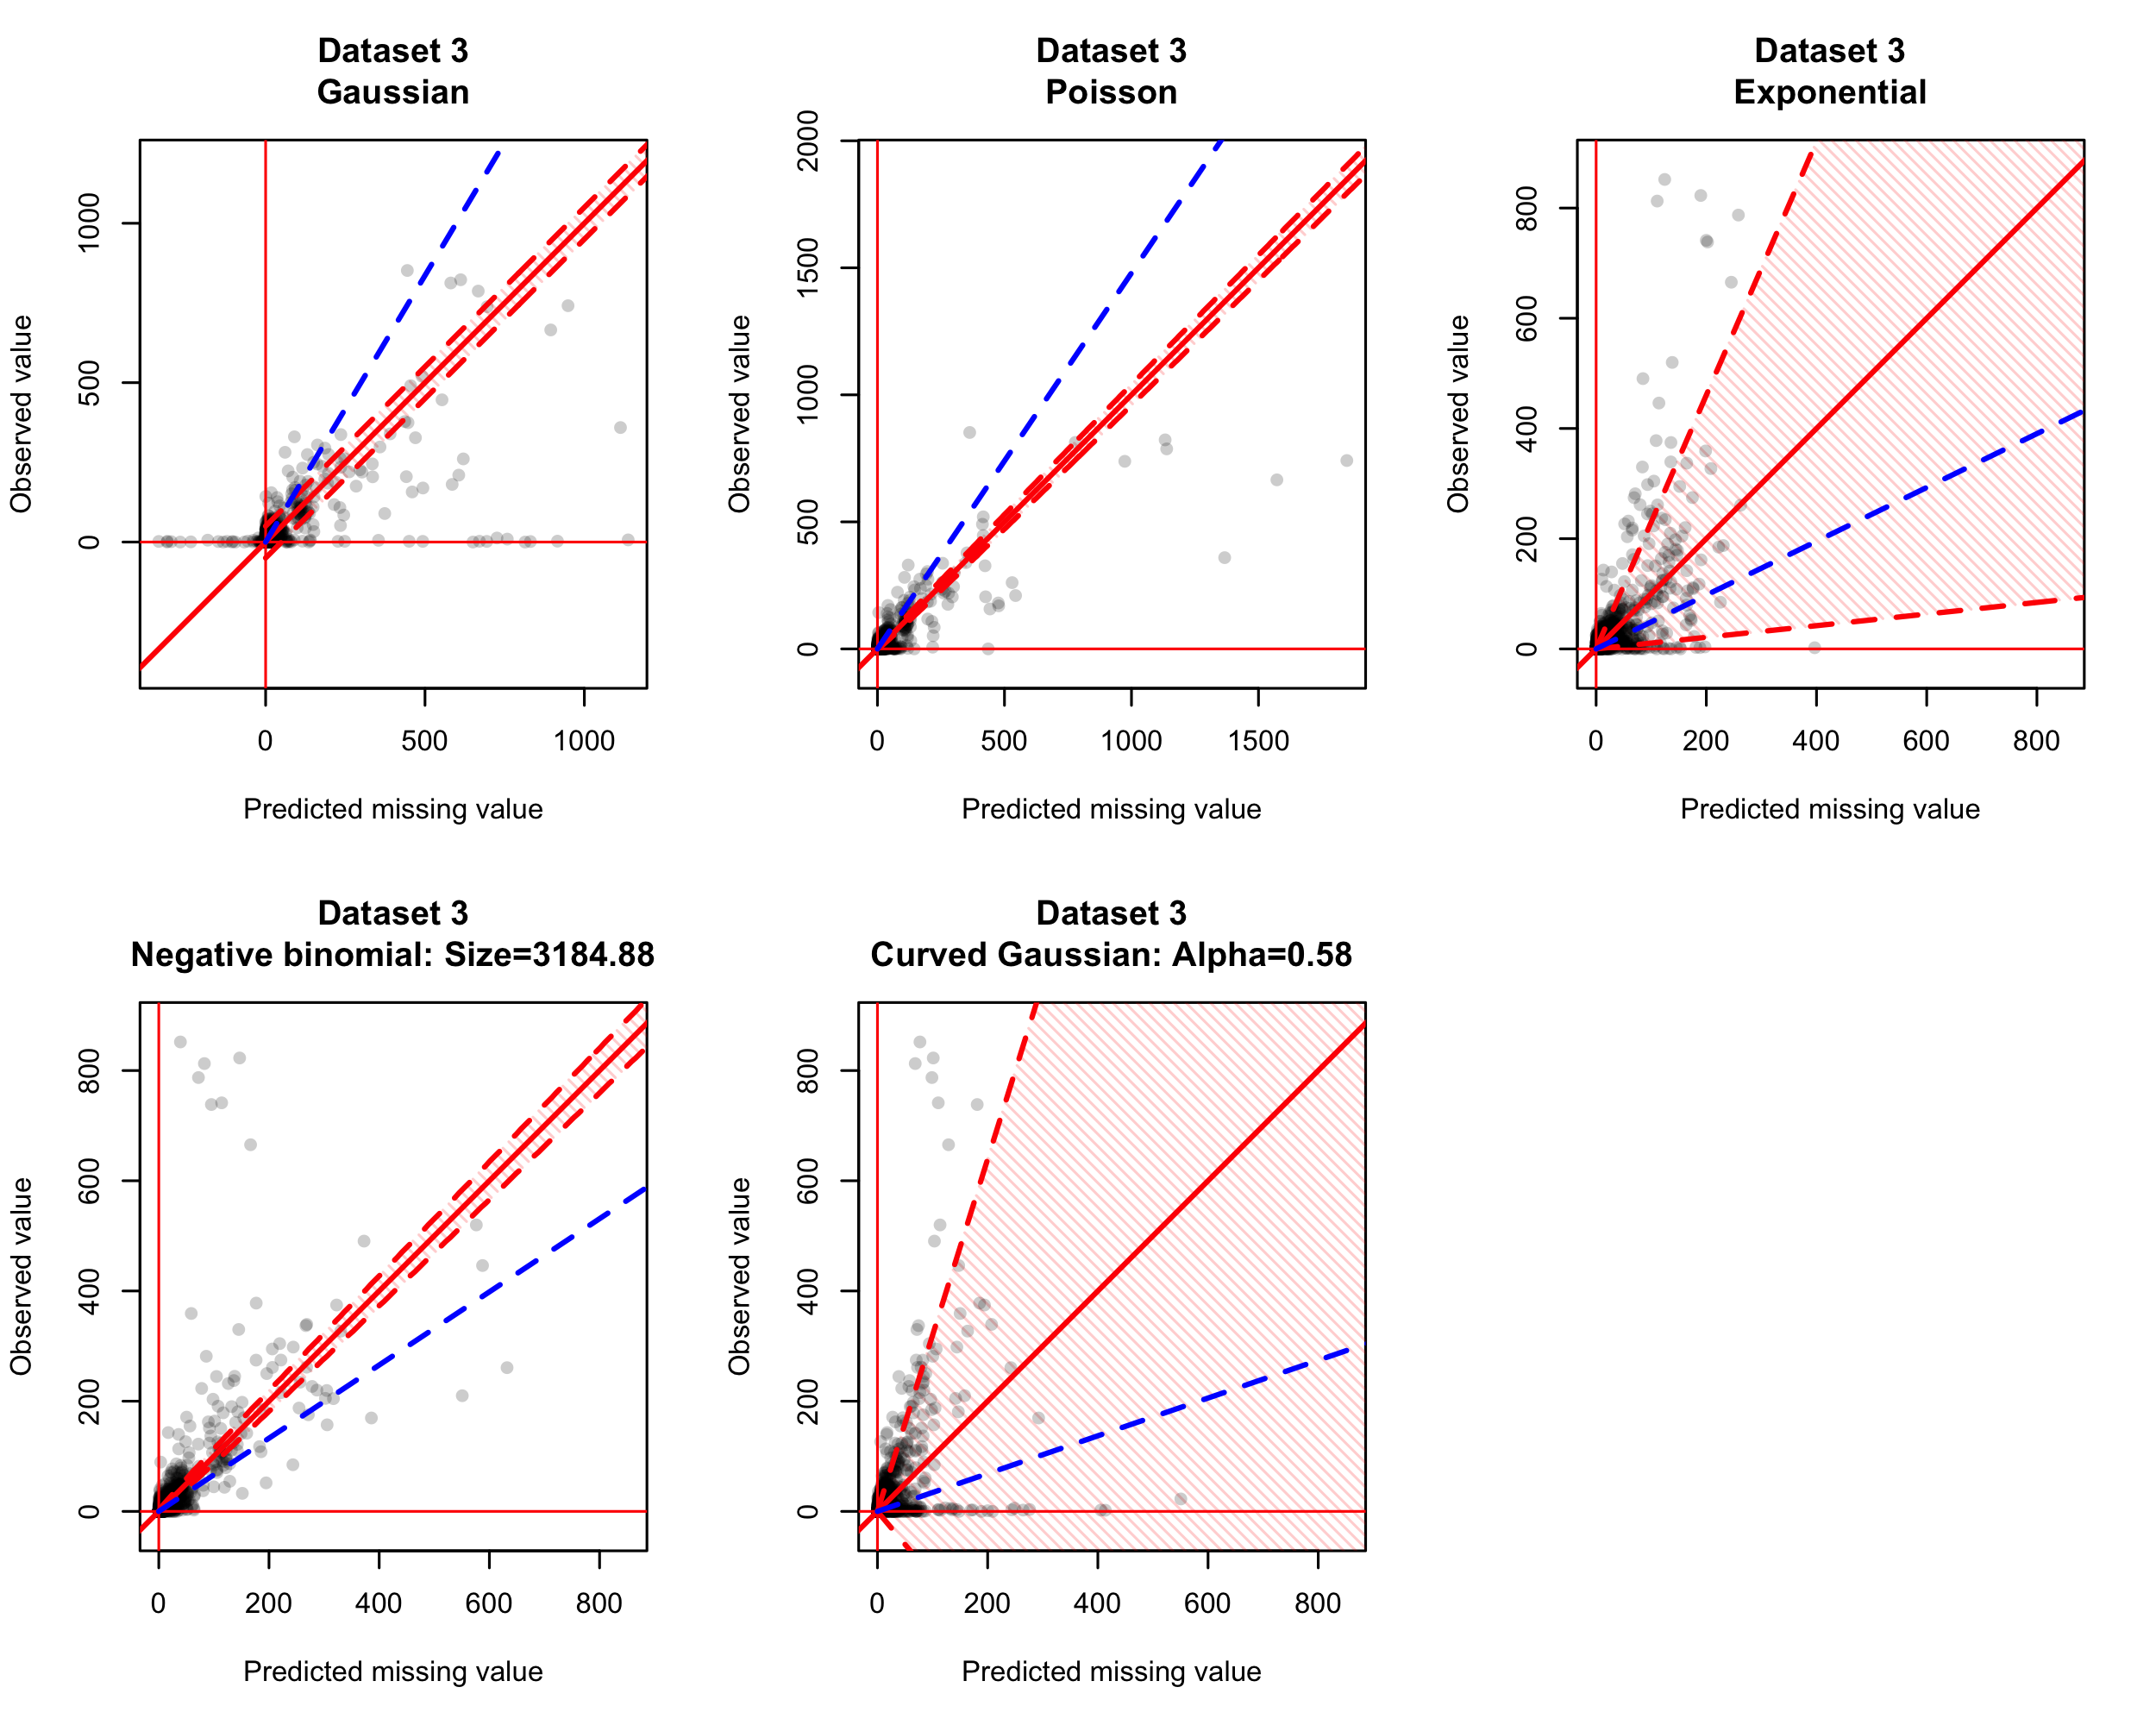 Dataset 3
Gaussian
Observed value
1000
500
0
0 500 1000
Predicted missing value
Dataset 3
Poisson
Observed value
2000
1500
1000
500
0
0 500 1000 1500
Predicted missing value
Dataset 3
Exponential
Observed value
800
600
400
200
0
0 200 400 600 800
Predicted missing value
Dataset 3
Negative binomial: Size=3184.88
Observed value
800
600
400
200
0
0 200 400 600 800
Predicted missing value
Dataset 3
Curved Gaussian: Alpha=0.58
Observed value
800
600
400
200
0
0 200 400 600 800
Predicted missing value